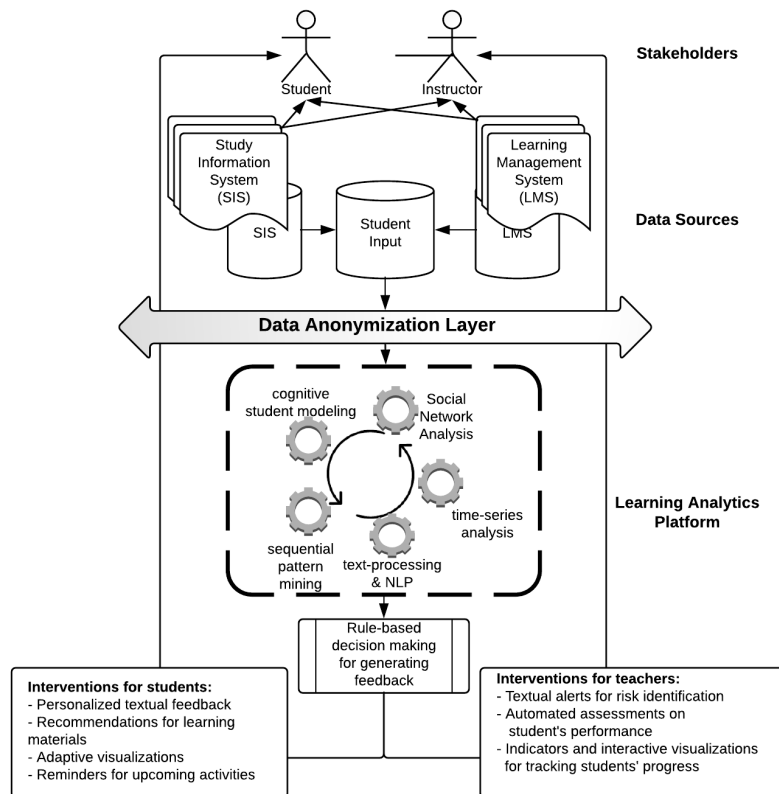 Stakeholders
Student
Instructor
Study
Information
System
(SIS)
Learning
Management
System
(LMS)
SIS
Student
Input
LMS
Data Sources
Data Anonymization Layer
cognitive
student modeling
Social
Network
Analysis
time-series
analysis
sequential
pattern
mining
text-processing
& NLP
Learning Analytics
Platform
Rule-based
decision making
for generating
feedback
Interventions for students:
- Personalized textual feedback
- Recommendations for learning
materials
- Adaptive visualizations
- Reminders for upcoming activities
Interventions for teachers:
- Textual alerts for risk identification
- Automated assessments on
student's performance
- Indicators and interactive visualizations
for tracking students' progress